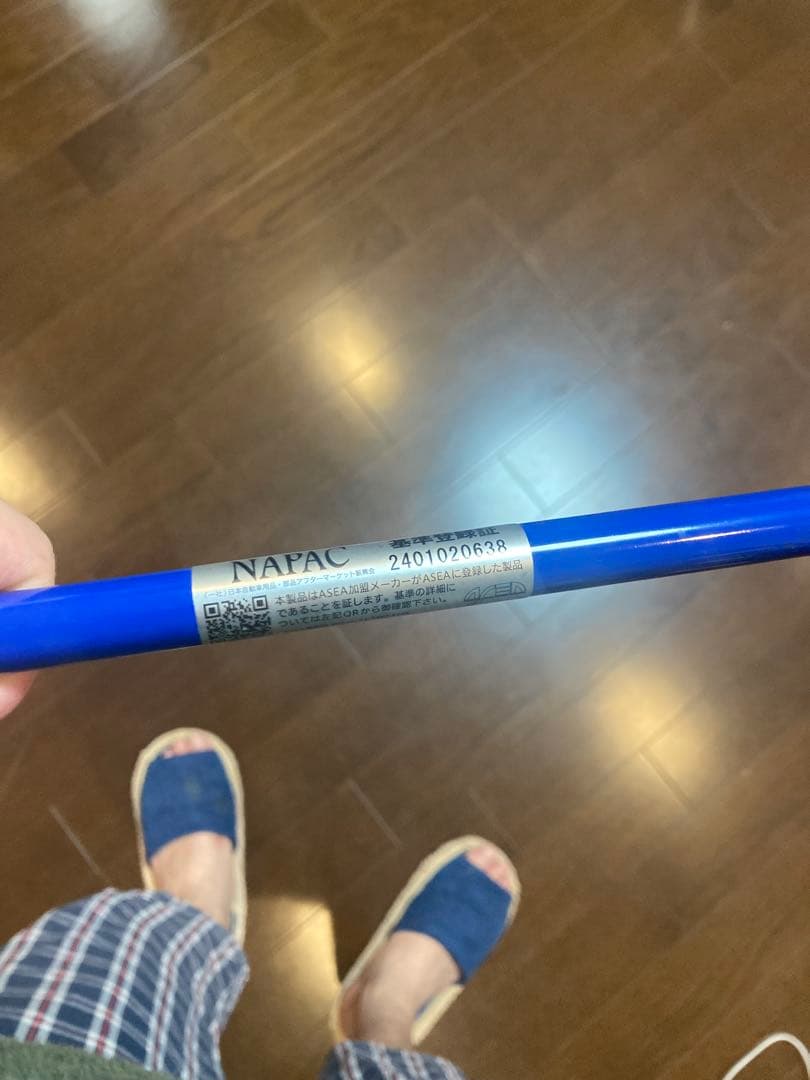 NAPAC
基準登録証
2401020638
(一社)日本自動車用品・部品アフターマーケット振興会
本製品はASEA加盟メーカーがASEAに登録した製品
であることを証します。基準の詳細に
ついては左記QRから御確認下さい。